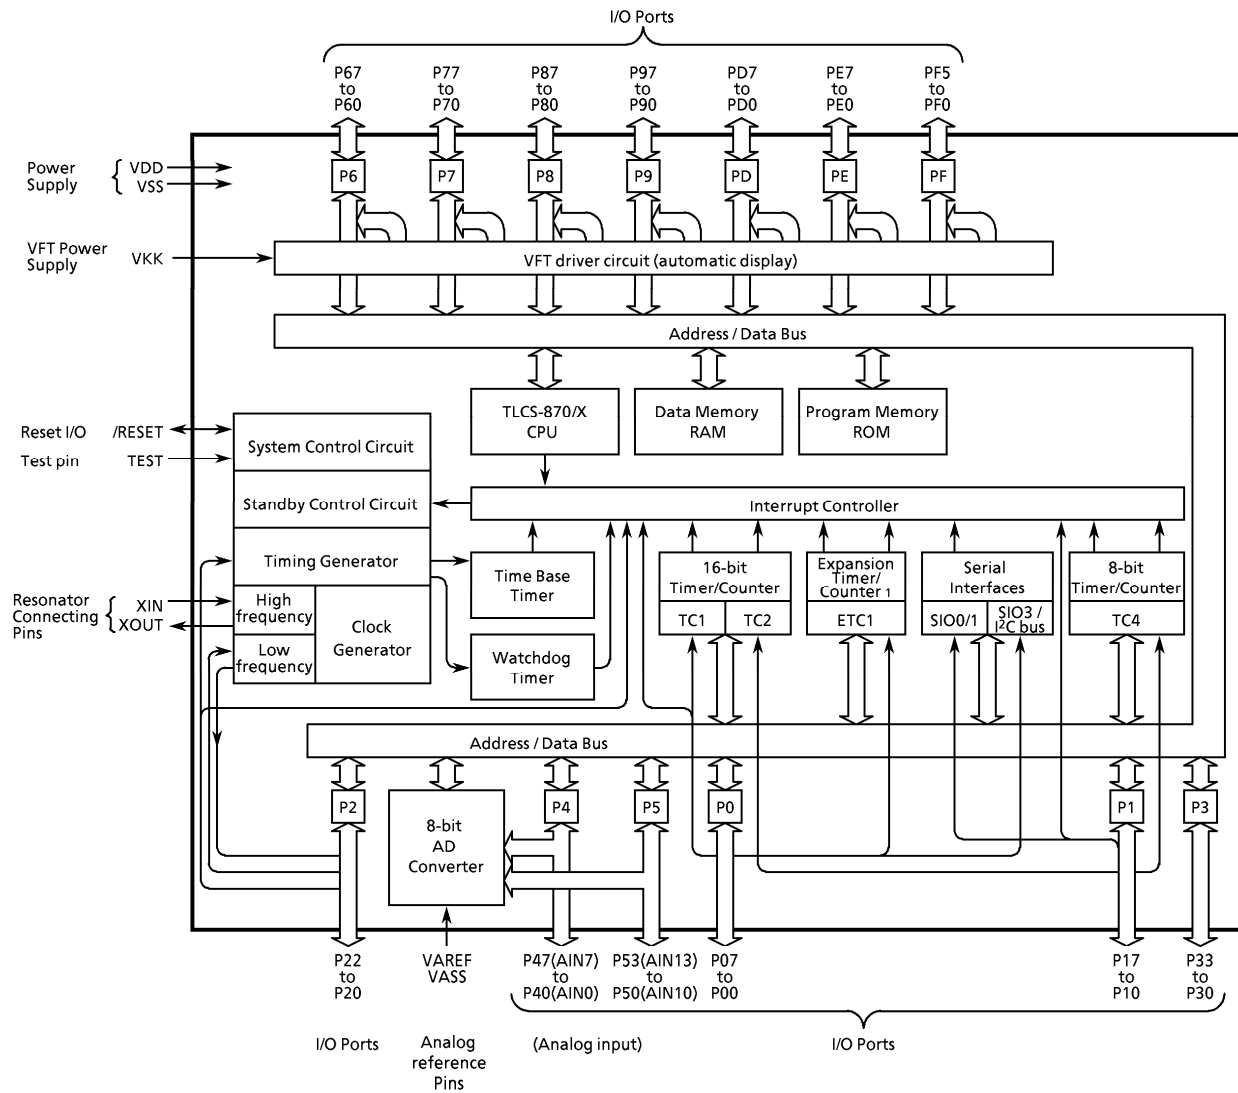 I/O Ports
P67 to P60
P77 to P70
P87 to P80
P97 to P90
PD7 to PD0
PE7 to PE0
PF5 to PF0
Power Supply
VDD
VSS
P6
P7
P8
P9
PD
PE
PF
VFT Power Supply
VKK
VFT driver circuit (automatic display)
Address / Data Bus
TLCS-870/X CPU
Data Memory RAM
Program Memory ROM
Reset I/O
/RESET
Test pin
TEST
System Control Circuit
Standby Control Circuit
Interrupt Controller
Timing Generator
Time Base Timer
16-bit Timer/Counter
TC1
TC2
Expansion Timer/ Counter 1
ETC1
Serial Interfaces
SIO0/1
SIO3 / I²C bus
8-bit Timer/Counter
TC4
Resonator Connecting Pins
XIN
XOUT
High frequency
Low frequency
Clock Generator
Watchdog Timer
Address / Data Bus
P2
8-bit AD Converter
P4
P5
P0
P1
P3
P22 to P20
VAREF
VASS
P47(AIN7) to P40(AIN0)
P53(AIN13) to P50(AIN10)
P07 to P00
P17 to P10
P33 to P30
I/O Ports
Analog reference Pins
(Analog input)
I/O Ports